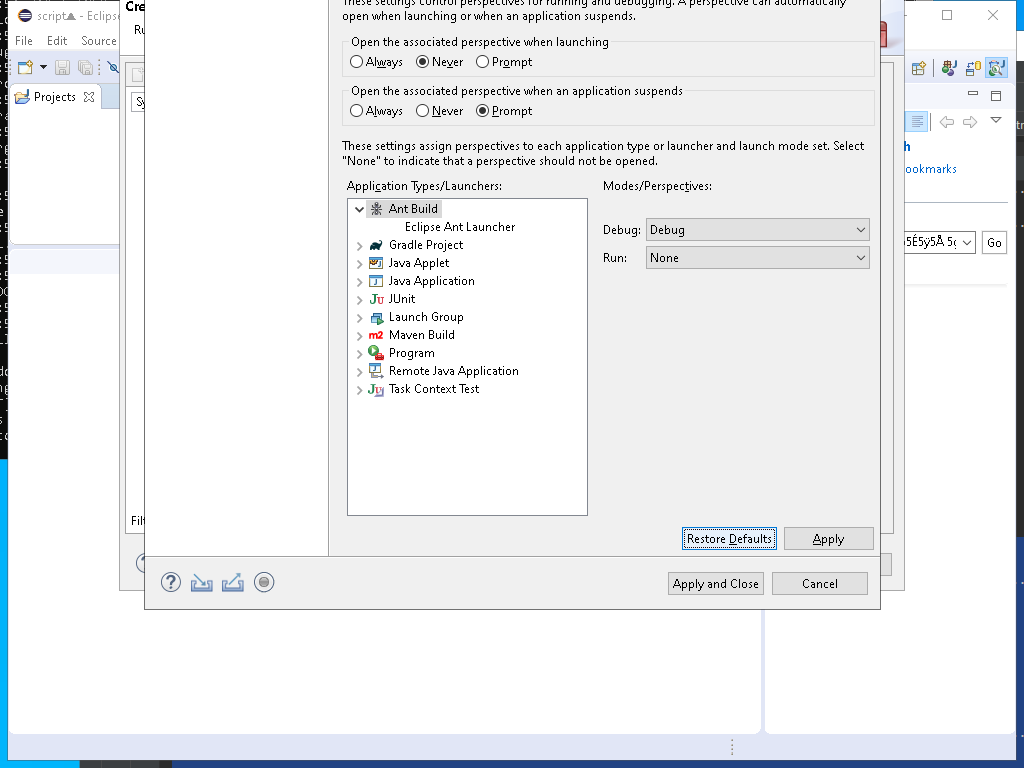 script
- Eclipse
Cre
These settings control perspectives for running and debugging. A perspective can automatically
open when launching or when an application suspends.
File Edit Source
Ru
Open the associated perspective when launching
Always Never Prompt
Projects
Sy
Open the associated perspective when an application suspends
Always Never Prompt
These settings assign perspectives to each application type or launcher and launch mode set. Select
"None" to indicate that a perspective should not be opened.
ookmarks
Application Types/Launchers:
Modes/Perspectives:
Ant Build
Eclipse Ant Launcher
Gradle Project
Java Applet
Java Application
JUnit
Launch Group
Maven Build
Program
Remote Java Application
Task Context Test
Debug: Debug
Run: None
Go
Filt
Restore Defaults Apply
Apply and Close Cancel